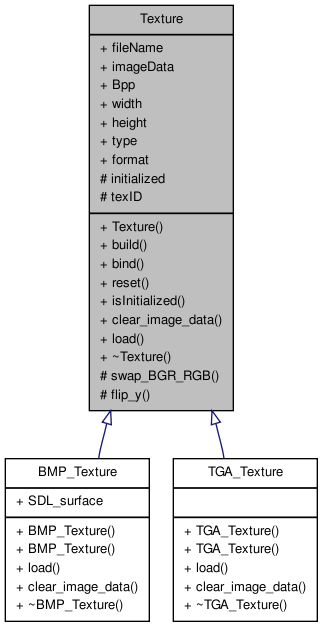 Texture
+ fileName
+ imageData
+ Bpp
+ width
+ height
+ type
+ format
# initialized
# texID
+ Texture()
+ build()
+ bind()
+ reset()
+ isInitialized()
+ clear_image_data()
+ load()
+ ~Texture()
# swap_BGR_RGB()
# flip_y()
BMP_Texture
+ SDL_surface
+ BMP_Texture()
+ BMP_Texture()
+ load()
+ clear_image_data()
+ ~BMP_Texture()
TGA_Texture
+ TGA_Texture()
+ TGA_Texture()
+ load()
+ clear_image_data()
+ ~TGA_Texture()